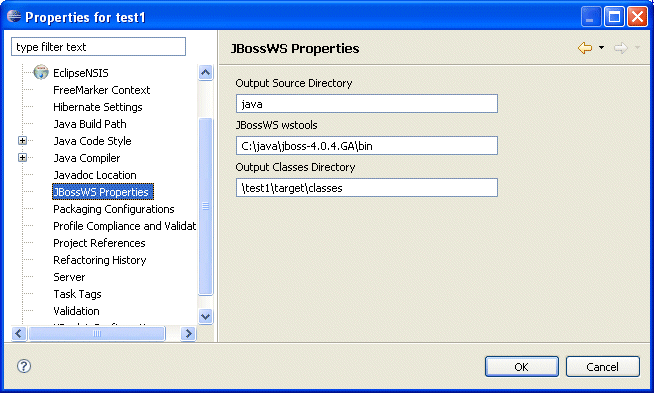 Properties for test1
type filter text
EclipseNSIS
FreeMarker Context
Hibernate Settings
Java Build Path
Java Code Style
Java Compiler
Javadoc Location
JBossWS Properties
Packaging Configurations
Profile Compliance and Validat
Project References
Refactoring History
Server
Task Tags
Validation
JBossWS Properties
Output Source Directory
java
JBossWS wstools
C:\java\jboss-4.0.4.GA\bin
Output Classes Directory
\test1\target\classes
?
OK
Cancel